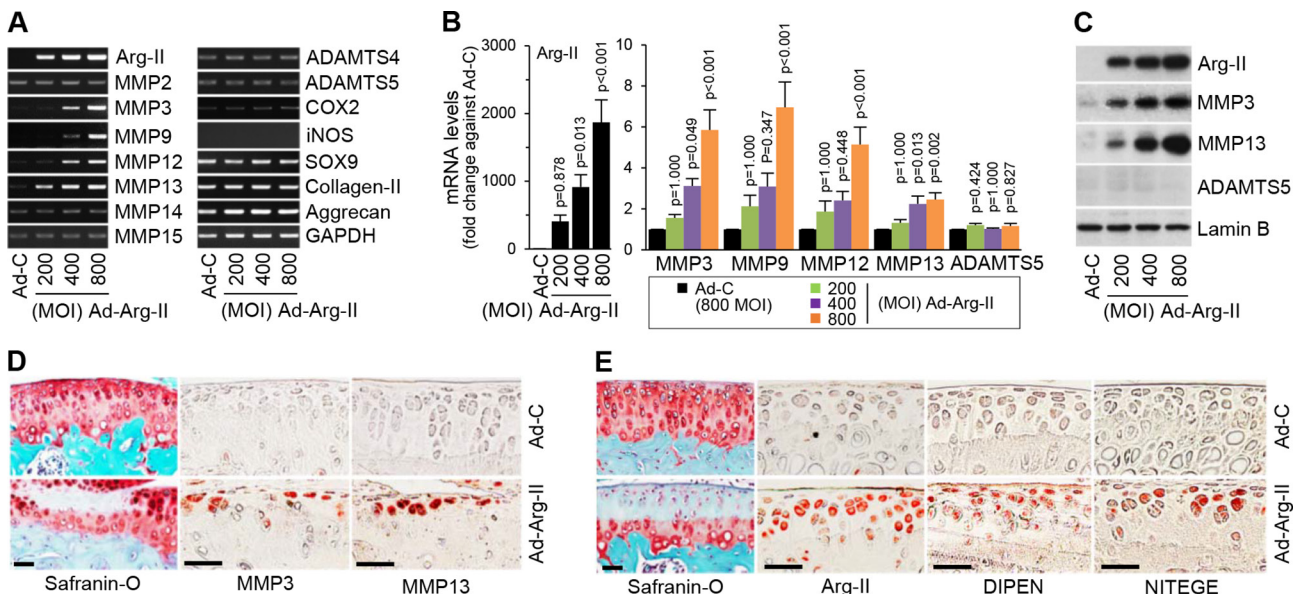 A
Arg-II
MMP2
MMP3
MMP9
MMP12
MMP13
MMP14
MMP15
Ad-C
200
400
800
(MOI) Ad-Arg-II
ADAMTS4
ADAMTS5
COX2
iNOS
SOX9
Collagen-II
Aggrecan
GAPDH
Ad-C
200
400
800
(MOI) Ad-Arg-II
B
mRNA levels
(fold change against Ad-C)
3000
2000
1000
0
Arg-II
p=0.878
p=0.013
p<0.001
Ad-C
200
400
800
(MOI) Ad-Arg-II
10
8
6
4
2
0
p=1.000
p=0.049
p<0.001
p=1.000
P=0.347
p<0.001
p=1.000
p=0.448
p<0.001
p=1.000
p=0.013
p=0.002
p=0.424
p=1.000
p=0.827
MMP3 MMP9 MMP12 MMP13 ADAMTS5
Ad-C
(800 MOI)
200
400
800
(MOI) Ad-Arg-II
C
Arg-II
MMP3
MMP13
ADAMTS5
Lamin B
Ad-C
200
400
800
(MOI) Ad-Arg-II
D
Ad-C
Ad-Arg-II
Safranin-O MMP3 MMP13
E
Ad-C
Ad-Arg-II
Safranin-O Arg-II DIPEN NITEGE